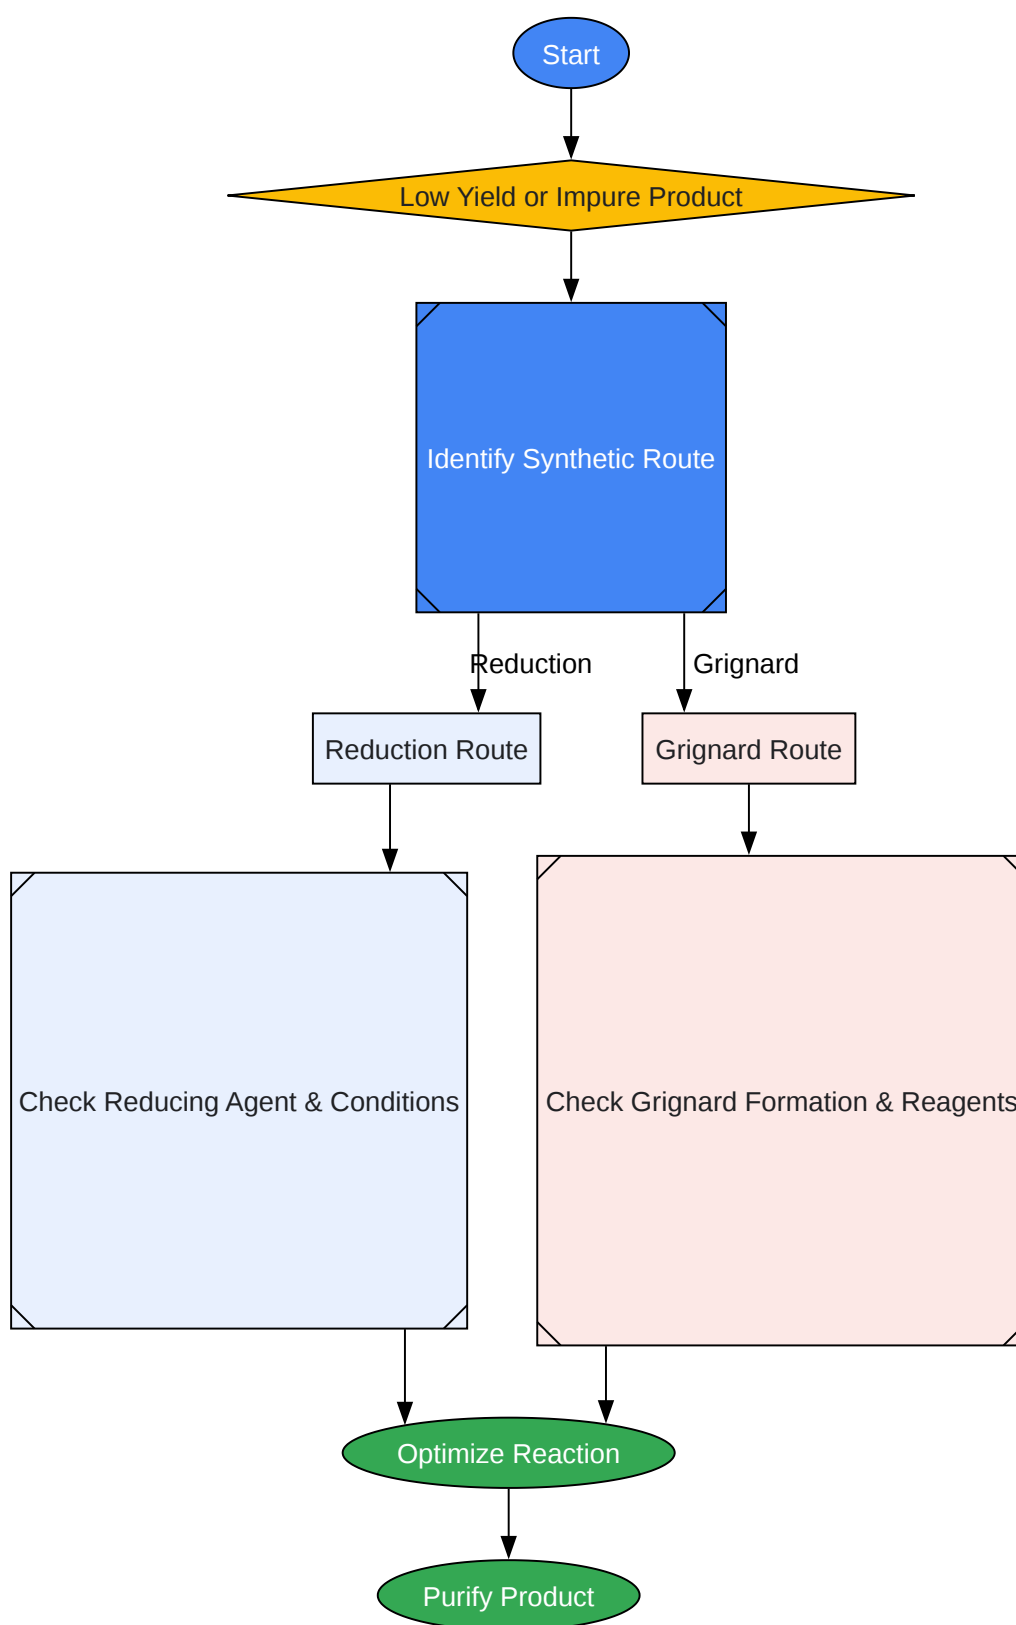 Start
Low Yield or Impure Product
Identify Synthetic Route
Reduction
Grignard
Reduction Route
Grignard Route
Check Reducing Agent & Conditions
Check Grignard Formation & Reagents
Optimize Reaction
Purify Product